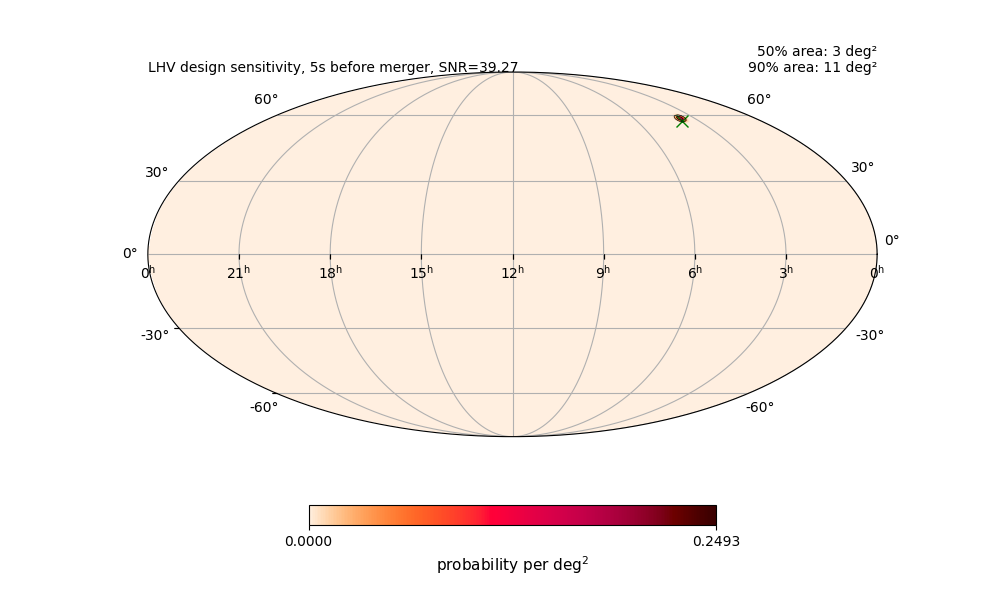 50% area: 3 deg²
LHV design sensitivity, 5s before merger, SNR=39.27
90% area: 11 deg²
60° 60°
30° 30°
0° 0°
0ʰ 21ʰ 18ʰ 15ʰ 12ʰ 9ʰ 6ʰ 3ʰ 0ʰ
-30° -30°
-60° -60°
0.0000 0.2493
probability per deg²